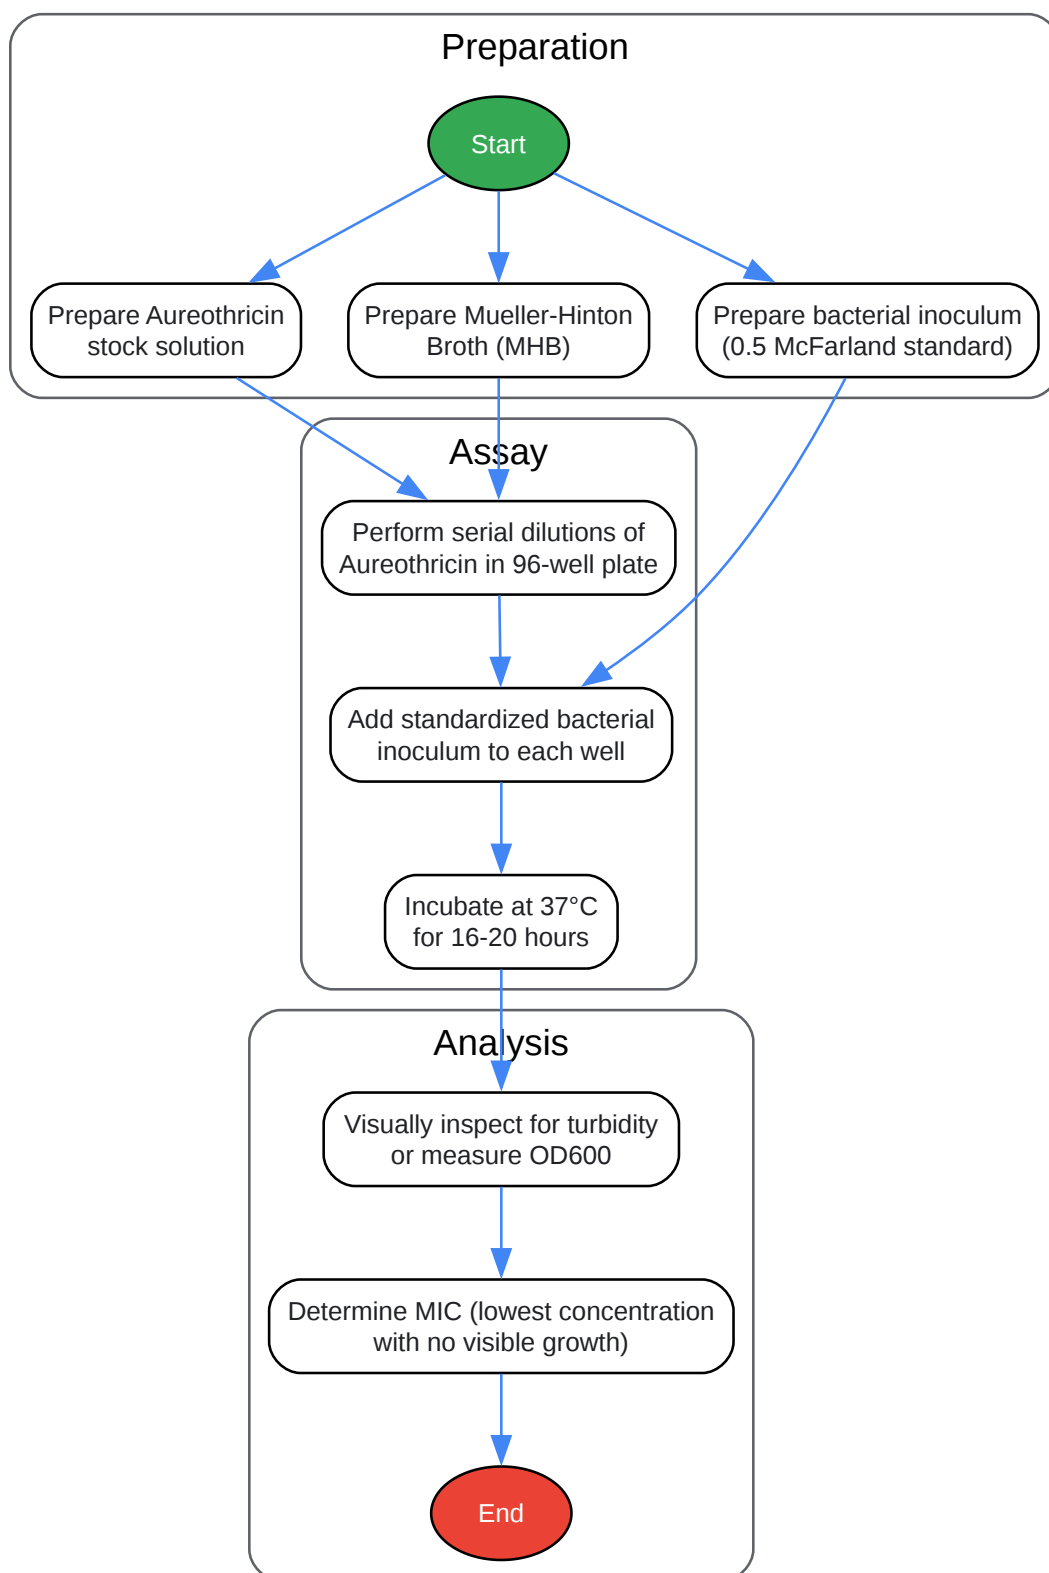 Preparation
Start
Prepare Aureothricin
stock solution
Prepare Mueller-Hinton
Broth (MHB)
Prepare bacterial inoculum
(0.5 McFarland standard)
Assay
Perform serial dilutions of
Aureothricin in 96-well plate
Add standardized bacterial
inoculum to each well
Incubate at 37°C
for 16-20 hours
Analysis
Visually inspect for turbidity
or measure OD600
Determine MIC (lowest concentration
with no visible growth)
End